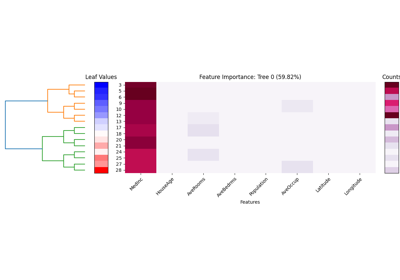 Leaf Values
Feature Importance: Tree 0 (59.82%)
Counts
3
5
6
9
10
12
13
17
18
20
21
24
25
27
28
MedInc
HouseAge
AveRooms
AveBedrms
Population
AveOccup
Latitude
Longitude
Features